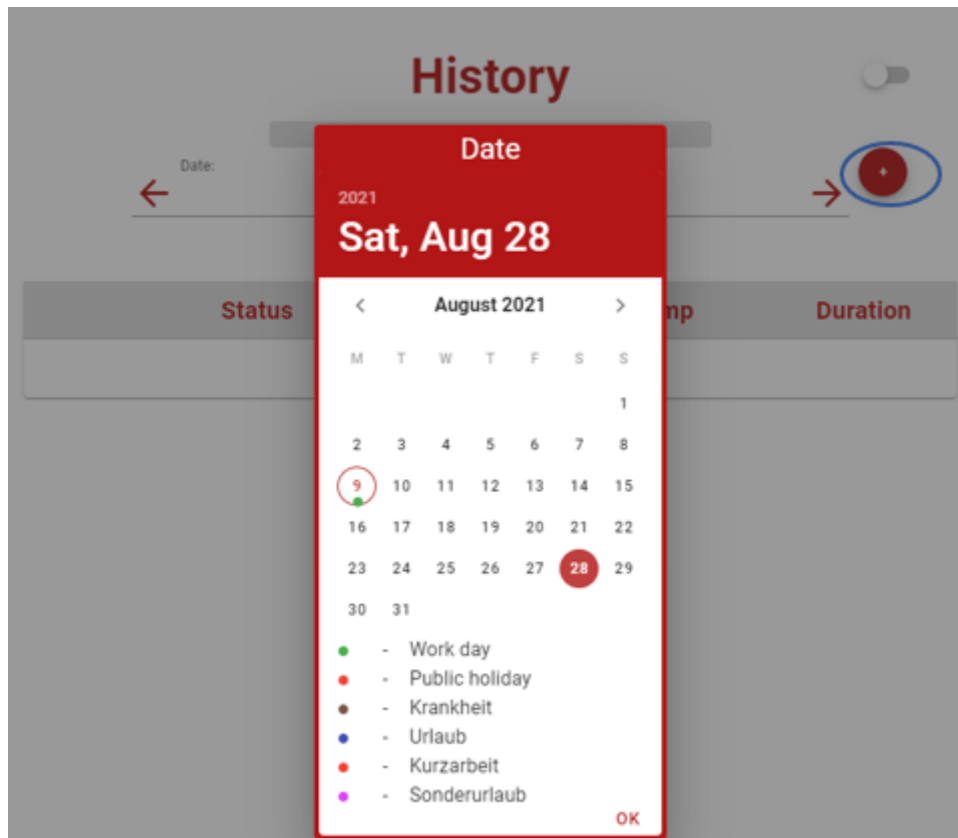 History
Date
Date:
+
2021
Sat, Aug 28
Status
mp
Duration
August 2021
M T W T F S S
1
2 3 4 5 6 7 8
9 10 11 12 13 14 15
16 17 18 19 20 21 22
23 24 25 26 27 28 29
30 31
- Work day
- Public holiday
- Krankheit
- Urlaub
- Kurzarbeit
- Sonderurlaub
OK